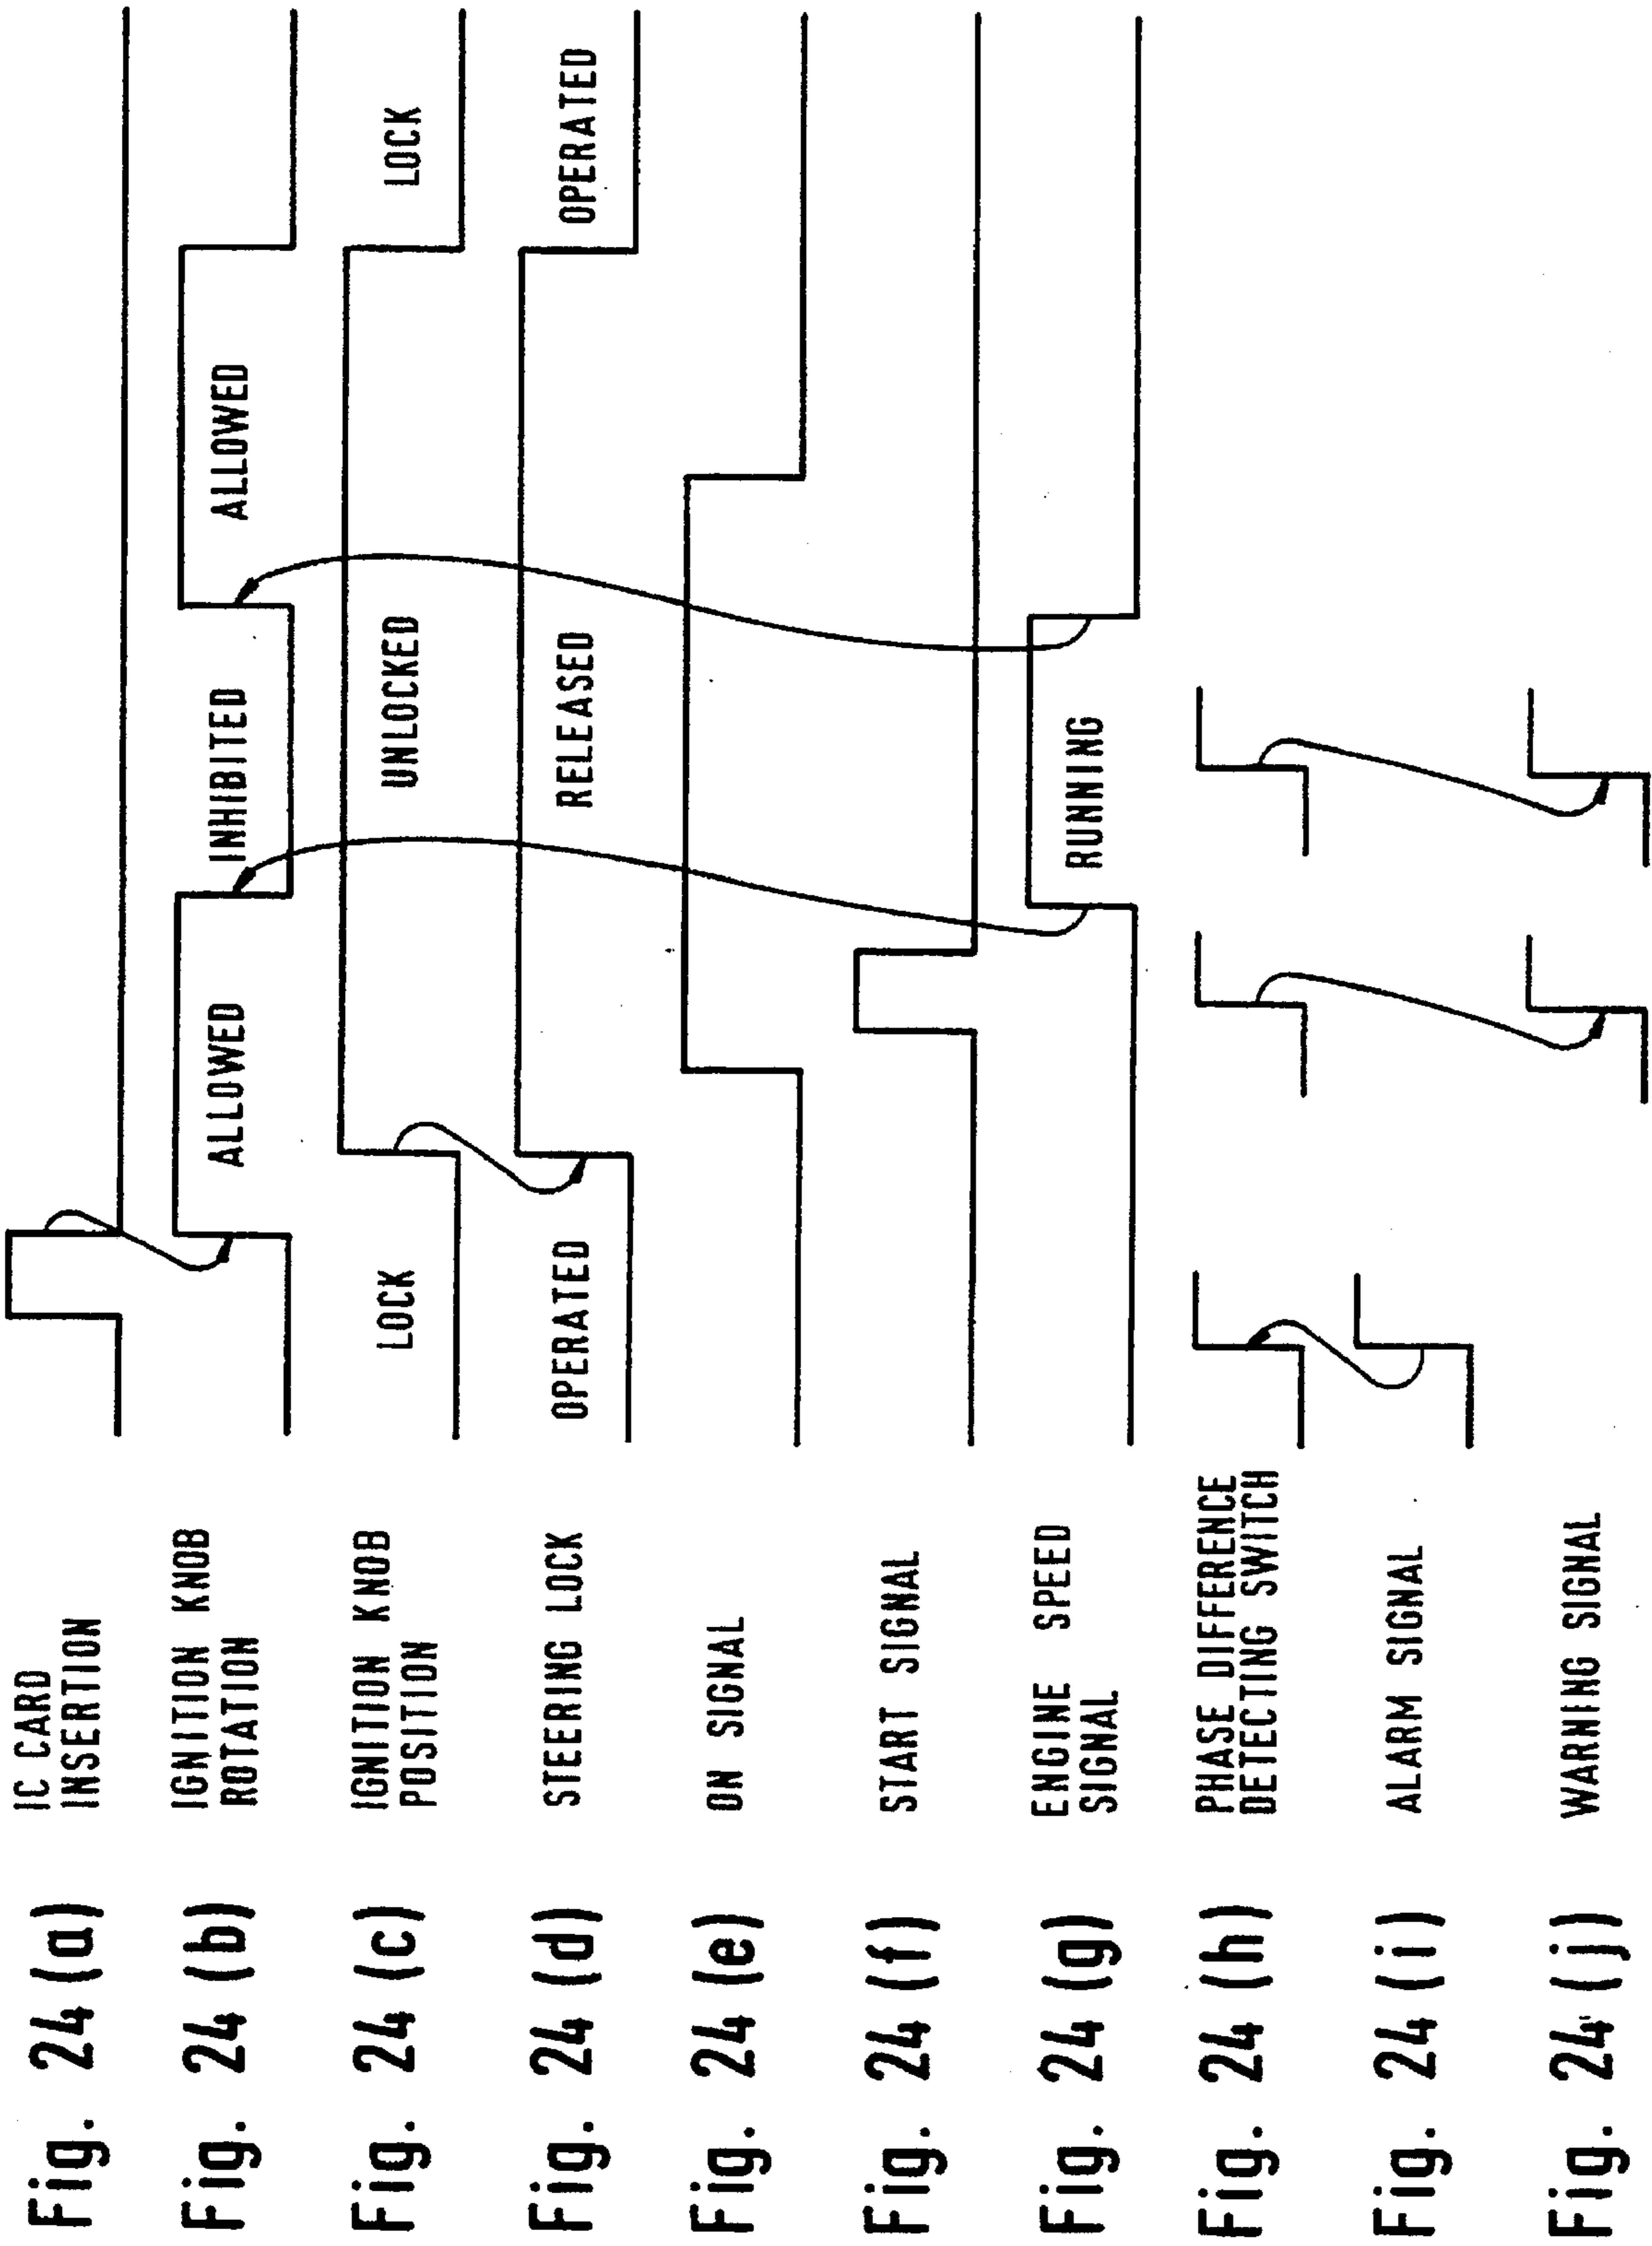 Fig. 24 (a)
IC CARD
INSERTION
Fig. 24 (b)
IGNITION KNOB
ROTATION
ALLOWED
INHIBITED
ALLOWED
Fig. 24 (c)
IGNITION KNOB
POSITION
LOCK
UNLOCKED
LOCK
Fig. 24 (d)
STEERING LOCK
OPERATED
RELEASED
OPERATED
Fig. 24 (e)
ON SIGNAL
Fig. 24 (f)
START SIGNAL
Fig. 24 (g)
ENGINE SPEED
SIGNAL
RUNNING
Fig. 24 (h)
PHASE DIFFERENCE
DETECTING SWITCH
Fig. 24 (i)
ALARM SIGNAL
Fig. 24 (j)
WARNING SIGNAL